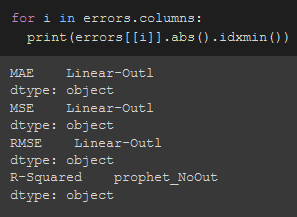 for i in errors.columns:
  print(errors[[i]].abs().idxmin())
MAE    Linear-Outl
dtype: object
MSE    Linear-Outl
dtype: object
RMSE    Linear-Outl
dtype: object
R-Squared    prophet_NoOut
dtype: object